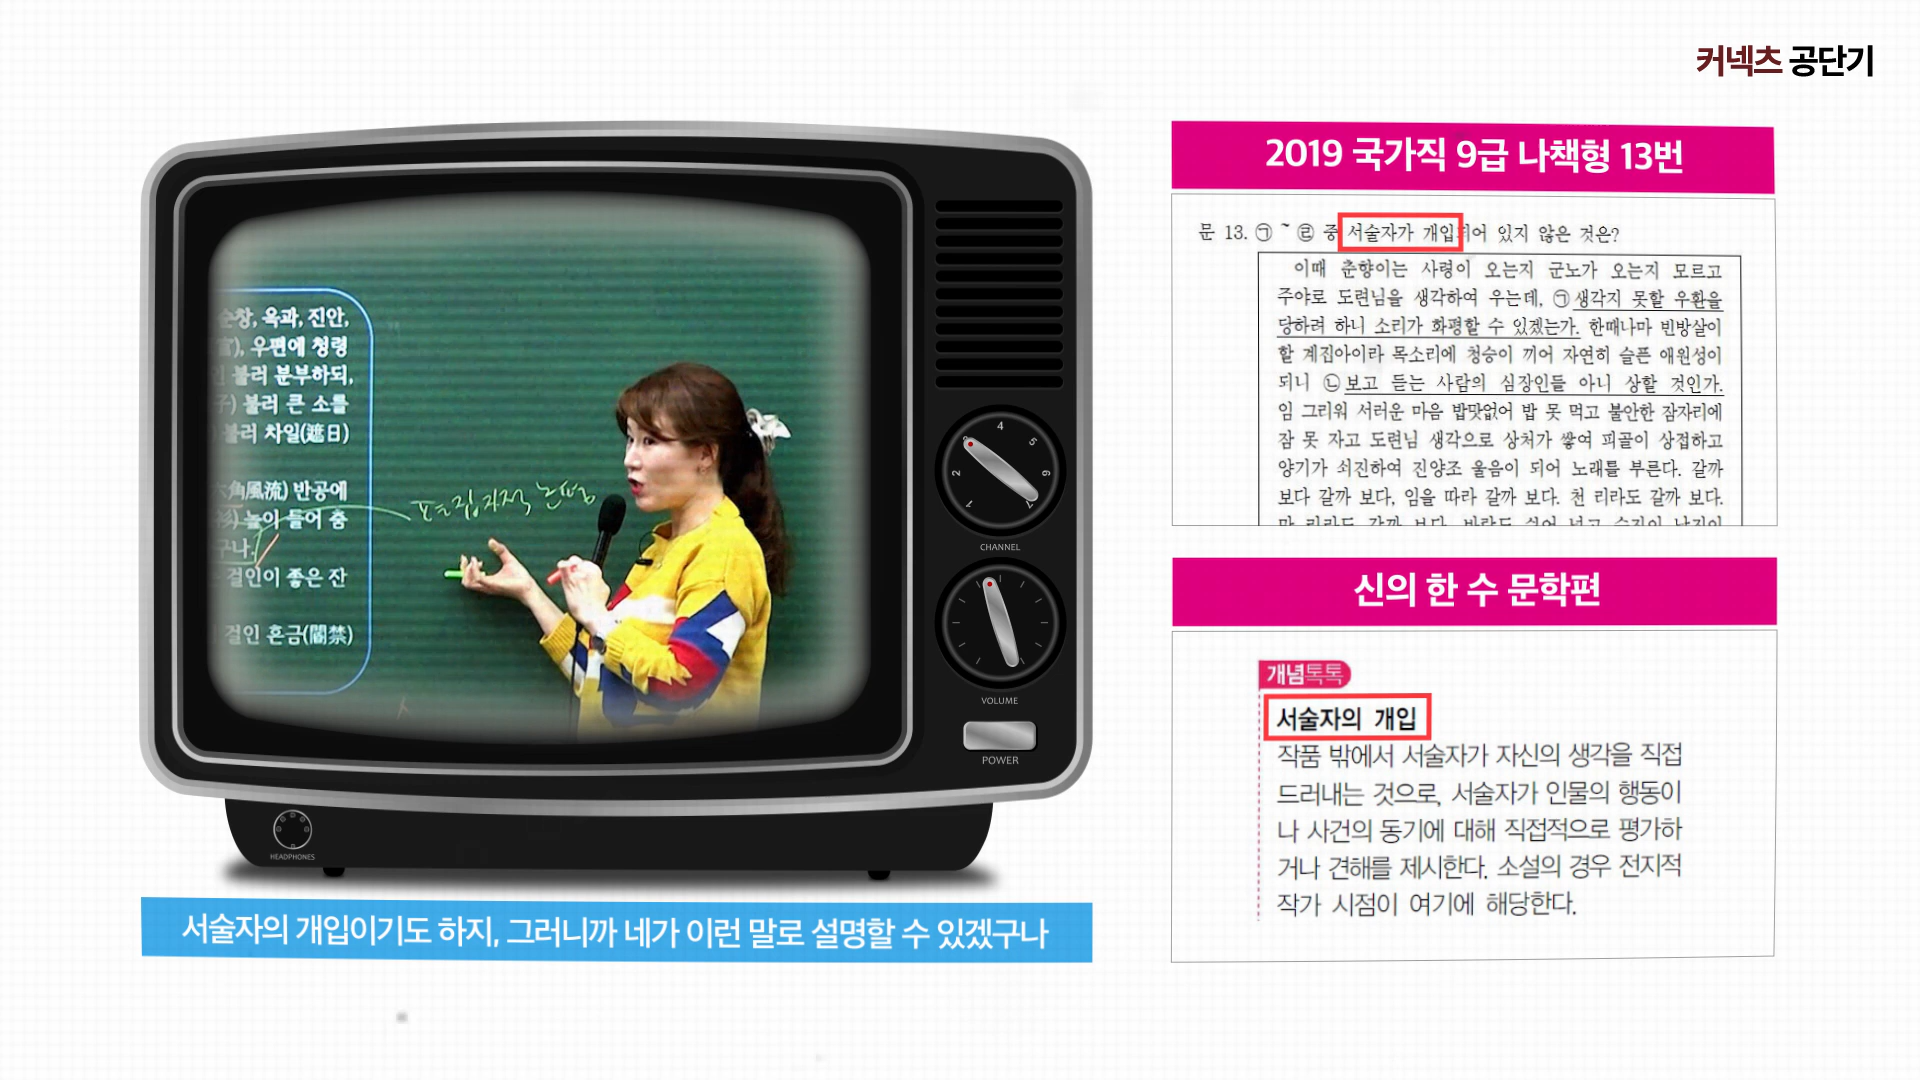 커넥츠 공단기
순창, 옥과, 진안,
우편에 청령
불러 분부하되,
불러 큰 소를
불러 차일(遮日)
六角風流) 반공에
높이 들어 춤
구나.
걸인이 좋은 잔
걸인 혼금(閽禁)
4
5
6
7
2
1
CHANNEL
VOLUME
POWER
HEADPHONES
서술자의 개입이기도 하지, 그러니까 네가 이런 말로 설명할 수 있겠구나
2019 국가직 9급 나책형 13번
문 13. ㉠ ~ ㉣ 중 서술자가 개입되어 있지 않은 것은?
이때 춘향이는 사령이 오는지 군노가 오는지 모르고
주야로 도련님을 생각하여 우는데, ㉠생각지 못할 우환을
당하려 하니 소리가 화평할 수 있겠는가. 한때나마 빈방살이
할 계집아이라 목소리에 청승이 끼어 자연히 슬픈 애원성이
되니 ㉡보고 듣는 사람의 심장인들 아니 상할 것인가.
임 그리워 서러운 마음 밥맛없어 밥 못 먹고 불안한 잠자리에
잠 못 자고 도련님 생각으로 상처가 쌓여 피골이 상접하고
양기가 쇠진하여 진양조 울음이 되어 노래를 부른다. 갈까
보다 갈까 보다, 임을 따라 갈까 보다. 천 리라도 갈까 보다.
신의 한 수 문학편
개념톡톡
서술자의 개입
작품 밖에서 서술자가 자신의 생각을 직접
드러내는 것으로, 서술자가 인물의 행동이
나 사건의 동기에 대해 직접적으로 평가하
거나 견해를 제시한다. 소설의 경우 전지적
작가 시점이 여기에 해당한다.